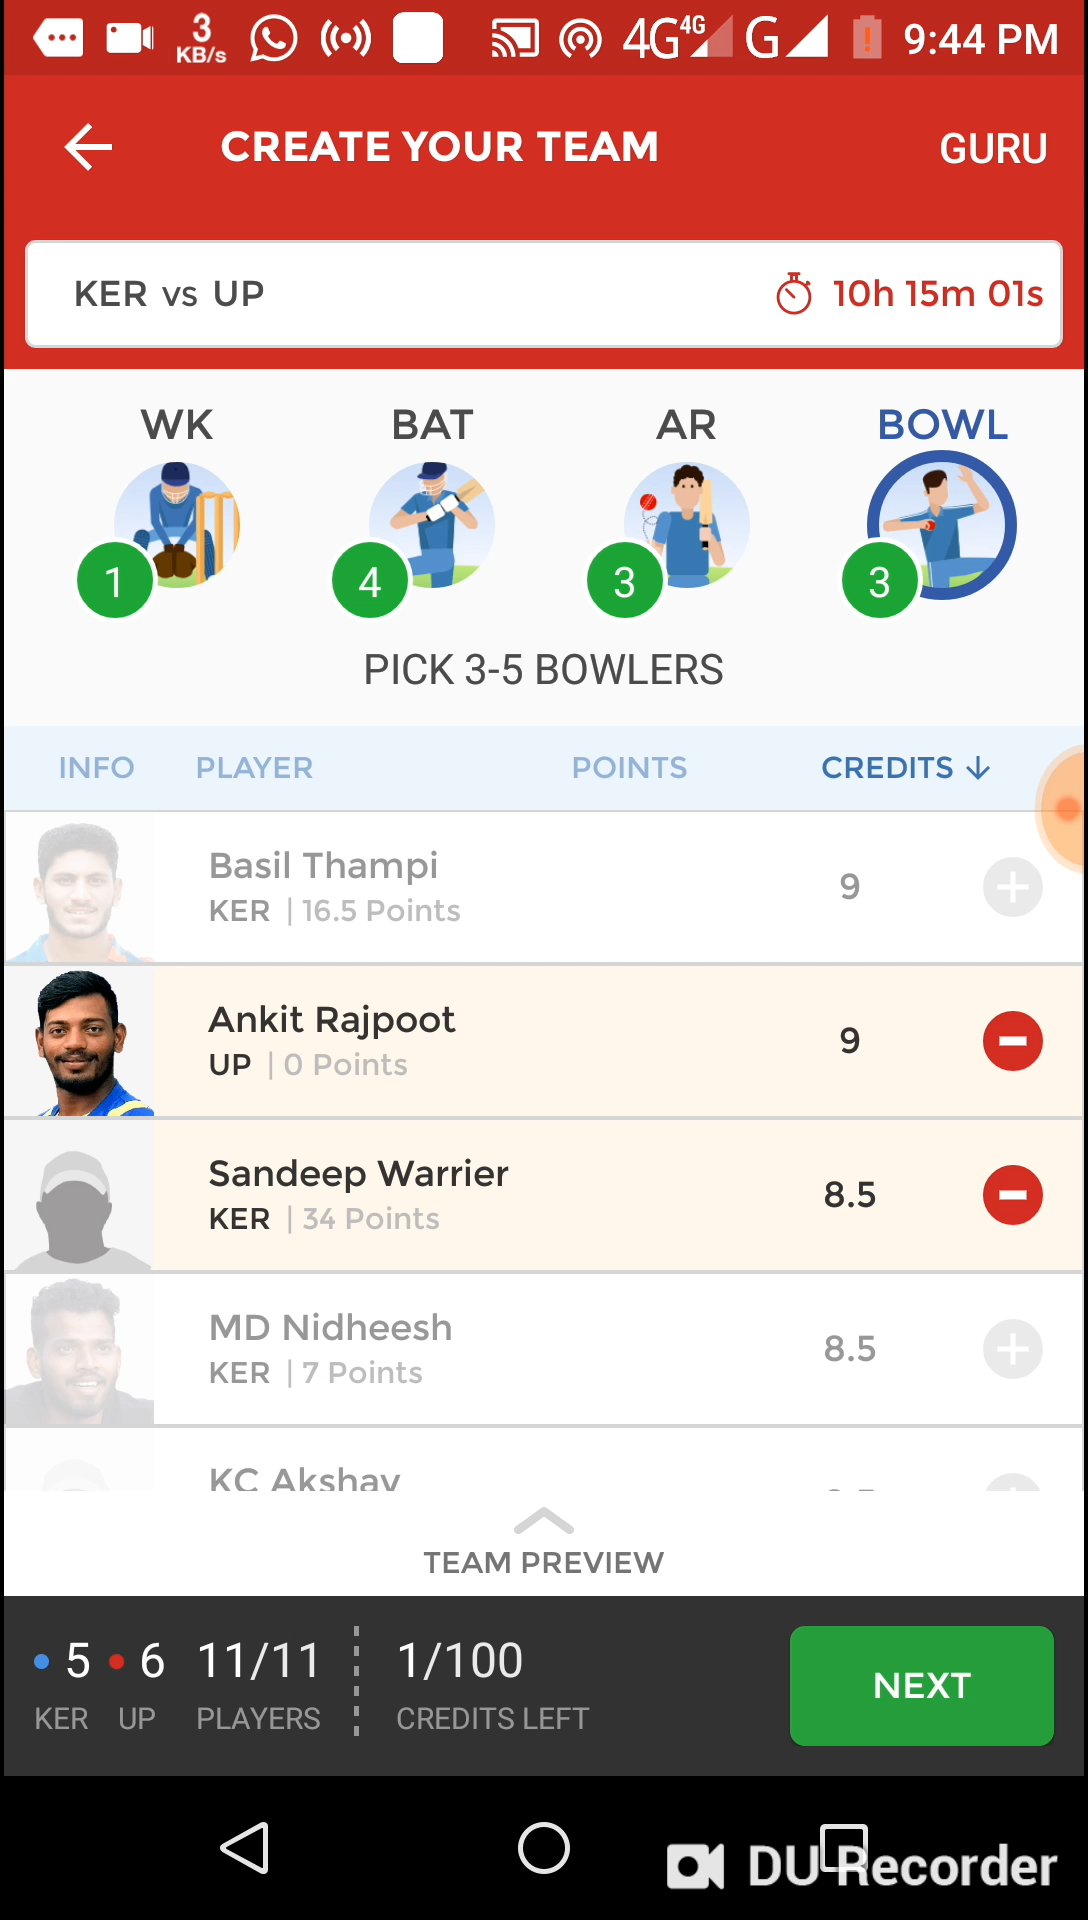 3
KB/s
4G 4G G 9:44 PM
CREATE YOUR TEAM GURU
KER vs UP 10h 15m 01s
WK BAT AR BOWL
1 4 3 3
PICK 3-5 BOWLERS
INFO PLAYER POINTS CREDITS
Basil Thampi
KER | 16.5 Points 9
Ankit Rajpoot
UP | 0 Points 9
Sandeep Warrier
KER | 34 Points 8.5
MD Nidheesh
KER | 7 Points 8.5
KC Akshay
TEAM PREVIEW
5 6 11/11 1/100
KER UP PLAYERS CREDITS LEFT
NEXT
DU Recorder